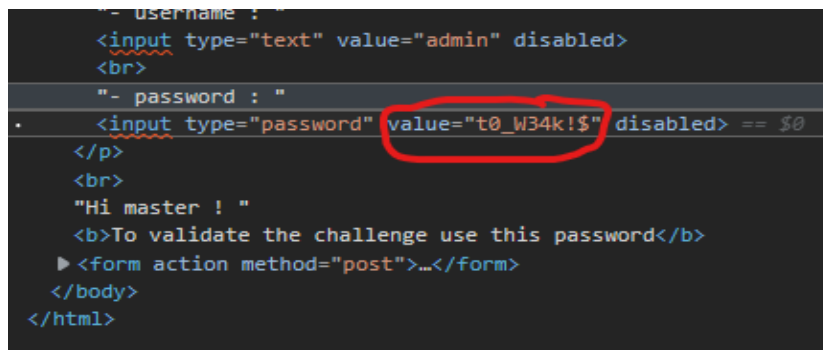 "- username : "
<input type="text" value="admin" disabled>
<br>
"- password : "
<input type="password" value="t0_W34k!$" disabled> == $0
</p>
<br>
"Hi master ! "
<b>To validate the challenge use this password</b>
▶<form action method="post">…</form>
</body>
</html>